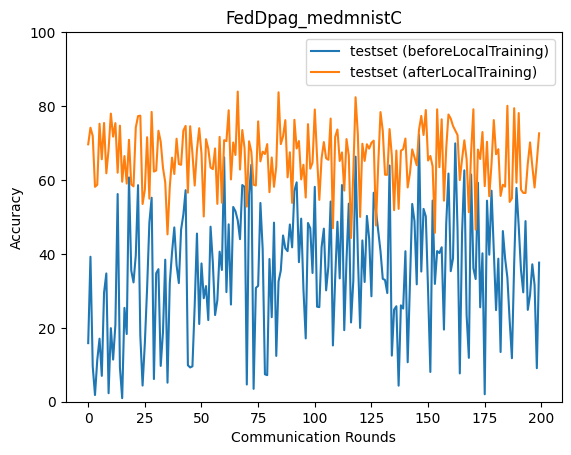 FedDpag_medmnistC
testset (beforeLocalTraining)
testset (afterLocalTraining)
Accuracy
100
80
60
40
20
0
0 25 50 75 100 125 150 175 200
Communication Rounds